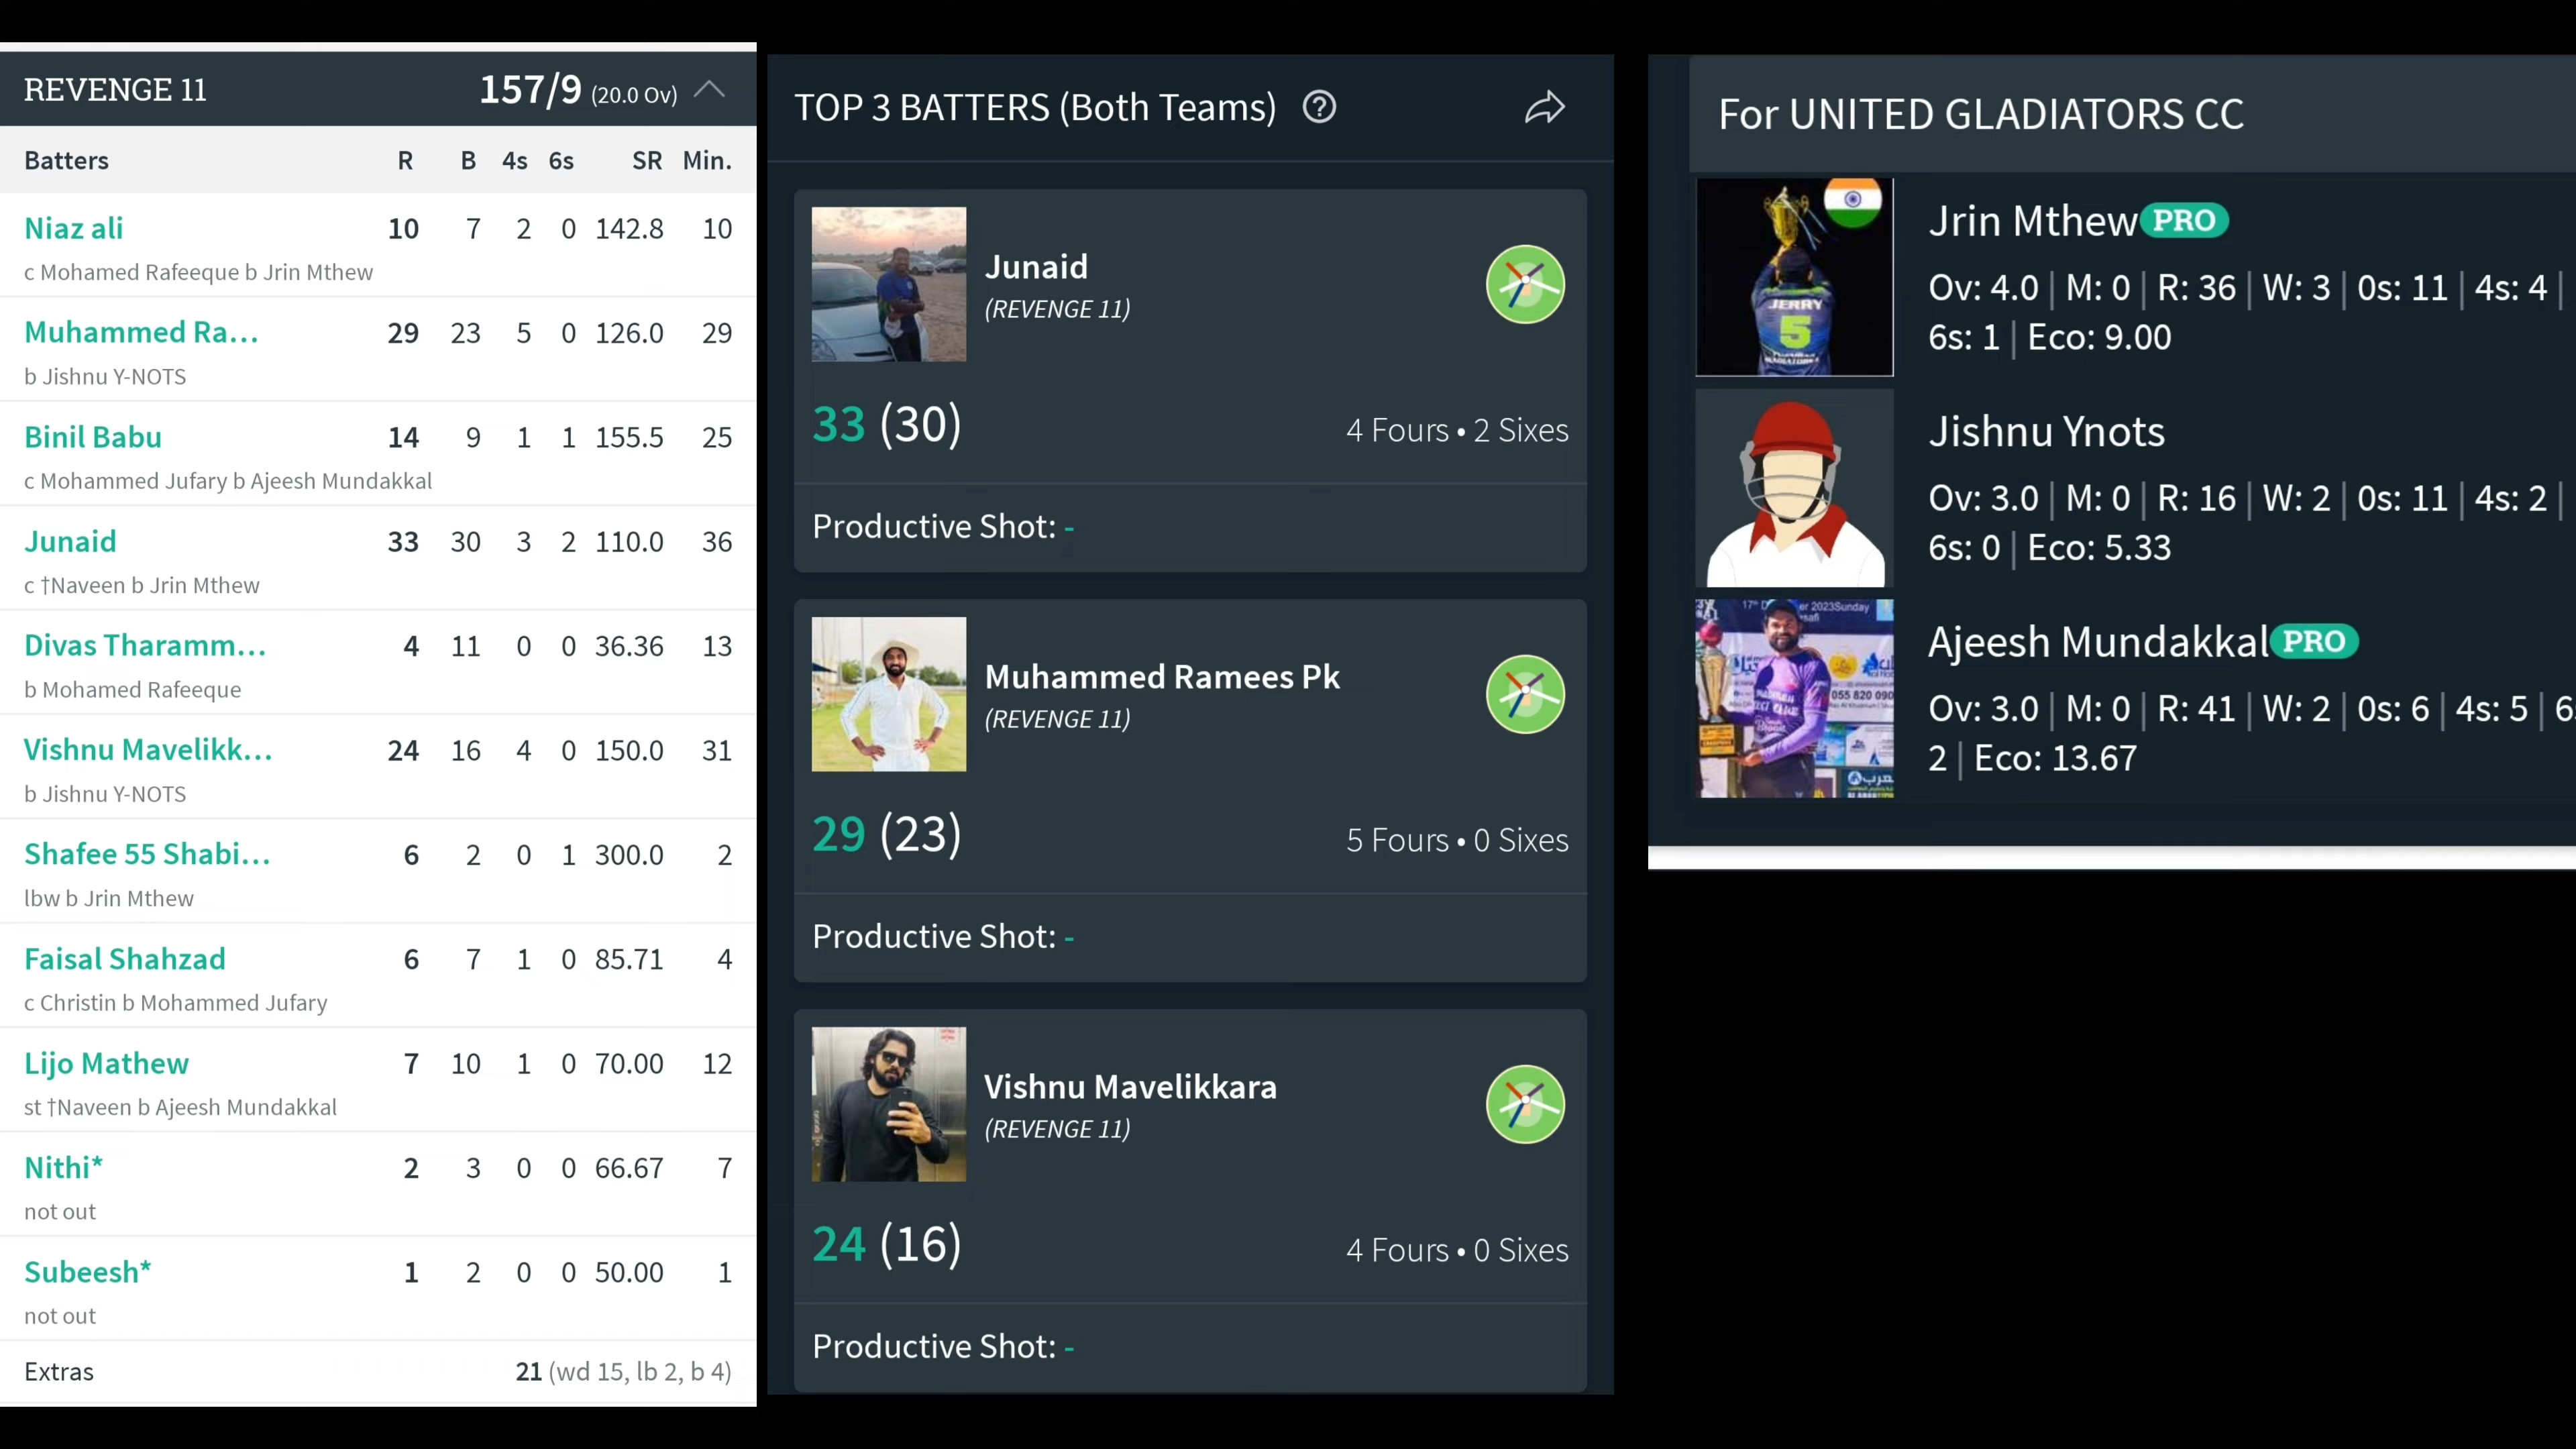 REVENGE 11 157/9 (20.0 Ov)
Batters R B 4s 6s SR Min.
Niaz ali 10 7 2 0 142.8 10
c Mohamed Rafeeque b Jrin Mthew
Muhammed Ra... 29 23 5 0 126.0 29
b Jishnu Y-NOTS
Binil Babu 14 9 1 1 155.5 25
c Mohammed Jufary b Ajeesh Mundakkal
Junaid 33 30 3 2 110.0 36
c †Naveen b Jrin Mthew
Divas Tharamm... 4 11 0 0 36.36 13
b Mohamed Rafeeque
Vishnu Mavelikk... 24 16 4 0 150.0 31
b Jishnu Y-NOTS
Shafee 55 Shabi... 6 2 0 1 300.0 2
lbw b Jrin Mthew
Faisal Shahzad 6 7 1 0 85.71 4
c Christin b Mohammed Jufary
Lijo Mathew 7 10 1 0 70.00 12
st †Naveen b Ajeesh Mundakkal
Nithi* 2 3 0 0 66.67 7
not out
Subeesh* 1 2 0 0 50.00 1
not out
Extras 21 (wd 15, lb 2, b 4)
TOP 3 BATTERS (Both Teams) ?
Junaid
(REVENGE 11)
33 (30) 4 Fours • 2 Sixes
Productive Shot: -
Muhammed Ramees Pk
(REVENGE 11)
29 (23) 5 Fours • 0 Sixes
Productive Shot: -
Vishnu Mavelikkara
(REVENGE 11)
24 (16) 4 Fours • 0 Sixes
Productive Shot: -
For UNITED GLADIATORS CC
JERRY
5
Jrin Mthew PRO
Ov: 4.0 | M: 0 | R: 36 | W: 3 | 0s: 11 | 4s: 4 |
6s: 1 | Eco: 9.00
Jishnu Ynots
Ov: 3.0 | M: 0 | R: 16 | W: 2 | 0s: 11 | 4s: 2 |
6s: 0 | Eco: 5.33
2023Sunday
055 820 090
Ajeesh Mundakkal PRO
Ov: 3.0 | M: 0 | R: 41 | W: 2 | 0s: 6 | 4s: 5 | 6
2 | Eco: 13.67